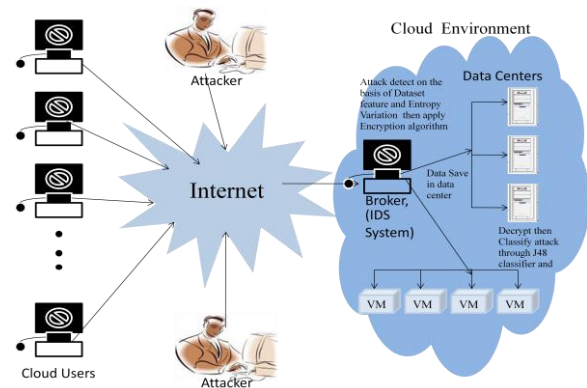 Cloud Environment
Attacker
Attack detect on the
basis of Dataset
feature and Entropy
Variation then apply
Encryption algorithm
Data Centers
Internet
Broker,
(IDS
System)
Data Save
in data
center
Decrypt then
Classify attack
through J48
classifier and
VM
VM
VM
VM
Cloud Users
Attacker